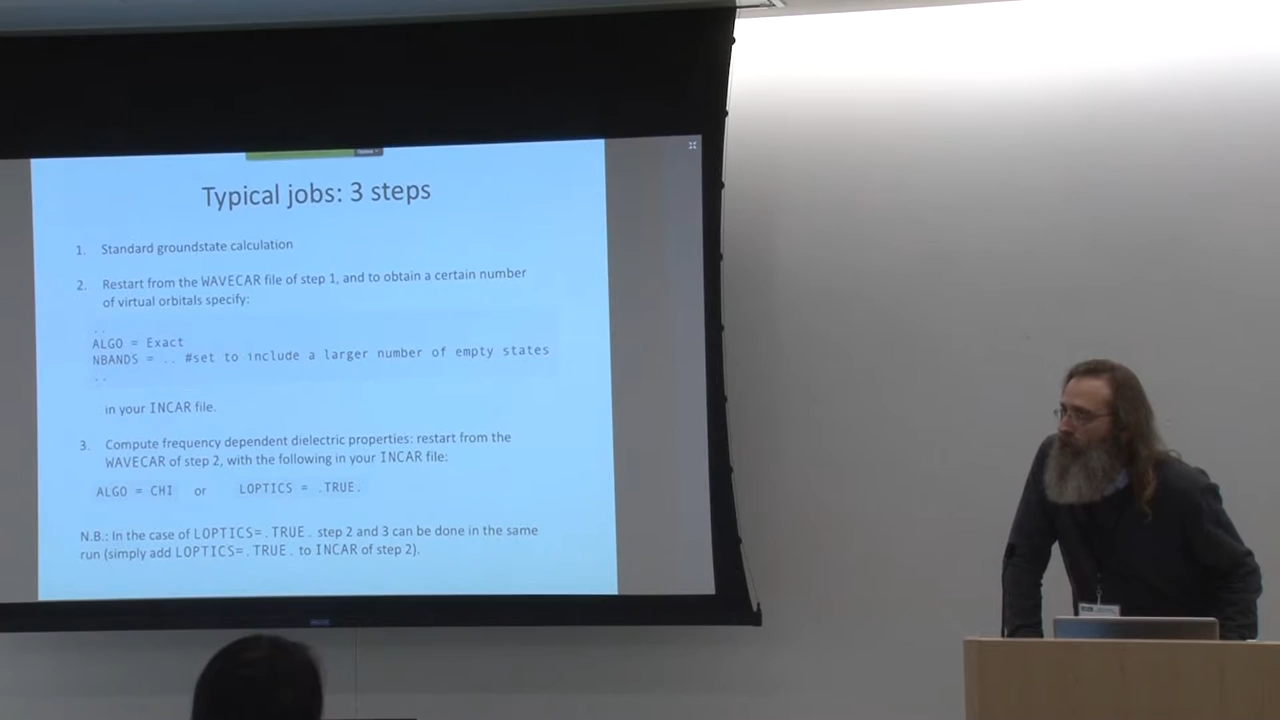 Typical jobs: 3 steps
1. Standard groundstate calculation
2. Restart from the WAVECAR file of step 1, and to obtain a certain number
of virtual orbitals specify:
..
ALGO = Exact
NBANDS = .. #set to include a larger number of empty states
..
in your INCAR file.
3. Compute frequency dependent dielectric properties: restart from the
WAVECAR of step 2, with the following in your INCAR file:
ALGO = CHI or LOPTICS = .TRUE.
N.B.: In the case of LOPTICS=.TRUE. step 2 and 3 can be done in the same
run (simply add LOPTICS=.TRUE. to INCAR of step 2).